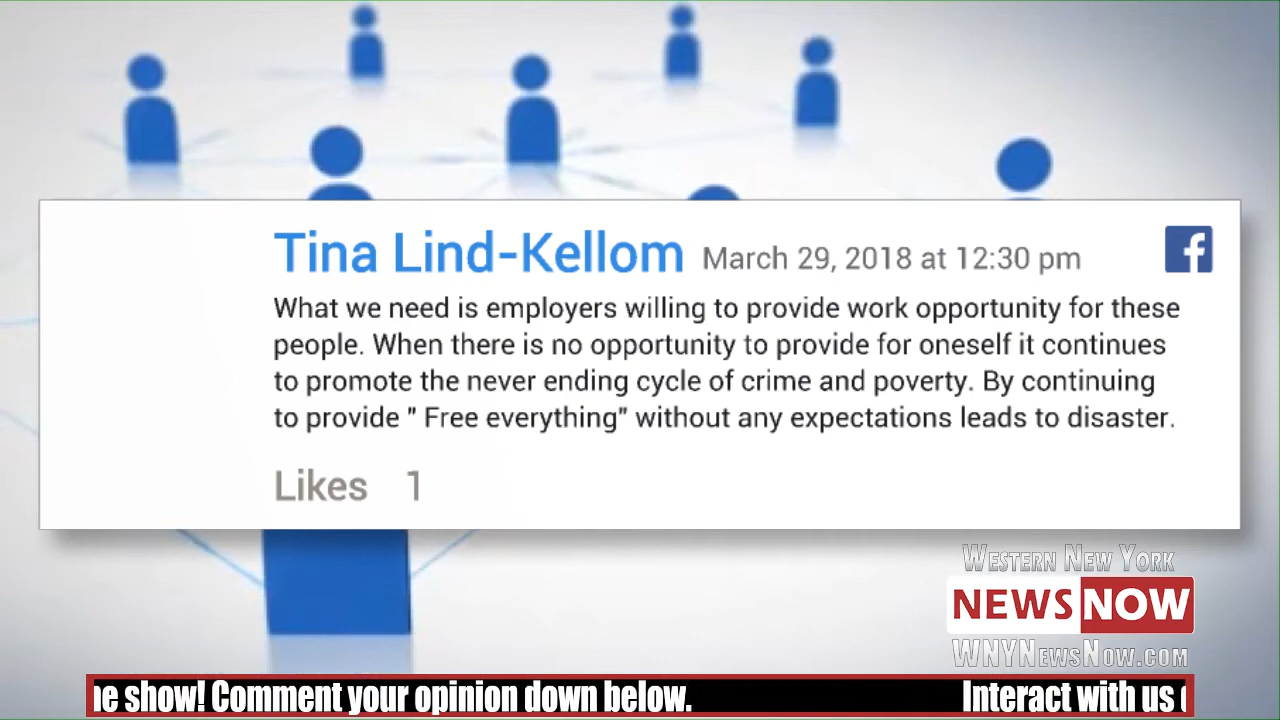 Tina Lind-Kellom March 29, 2018 at 12:30 pm
f
What we need is employers willing to provide work opportunity for these
people. When there is no opportunity to provide for oneself it continues
to promote the never ending cycle of crime and poverty. By continuing
to provide " Free everything" without any expectations leads to disaster.
Likes 1
Western New York
NEWS NOW
WNYNewsNow.com
e show! Comment your opinion down below. Interact with us